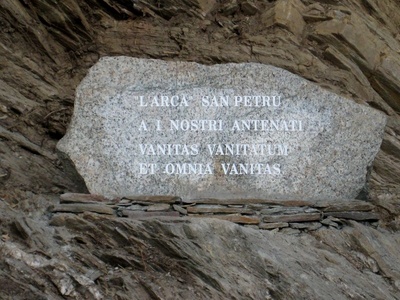 L'ARCA SAN PETRU
A I NOSTRI ANTENATI
VANITAS VANITATUM
ET OMNIA VANITAS